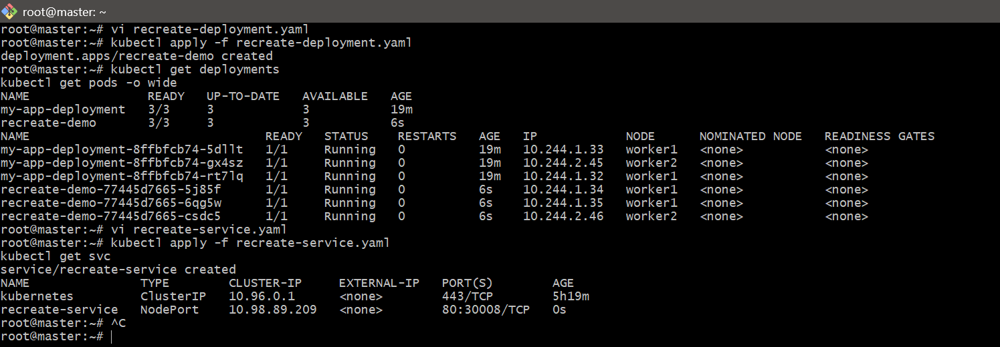 root@master: ~
root@master:~# vi recreate-deployment.yaml
root@master:~# kubectl apply -f recreate-deployment.yaml
deployment.apps/recreate-demo created
root@master:~# kubectl get deployments
kubectl get pods -o wide
NAME                READY   UP-TO-DATE   AVAILABLE   AGE
my-app-deployment   3/3     3            3           19m
recreate-demo       3/3     3            3           6s
NAME                                READY   STATUS    RESTARTS   AGE   IP            NODE      NOMINATED NODE   READINESS GATES
my-app-deployment-8ffbfcb74-5dllt   1/1     Running   0          19m   10.244.1.33   worker1   <none>           <none>
my-app-deployment-8ffbfcb74-gx4sz   1/1     Running   0          19m   10.244.2.45   worker2   <none>           <none>
my-app-deployment-8ffbfcb74-rt7lq   1/1     Running   0          19m   10.244.1.32   worker1   <none>           <none>
recreate-demo-77445d7665-5j85f      1/1     Running   0          6s    10.244.1.34   worker1   <none>           <none>
recreate-demo-77445d7665-6qg5w      1/1     Running   0          6s    10.244.1.35   worker1   <none>           <none>
recreate-demo-77445d7665-csdc5      1/1     Running   0          6s    10.244.2.46   worker2   <none>           <none>
root@master:~# vi recreate-service.yaml
root@master:~# kubectl apply -f recreate-service.yaml
kubectl get svc
service/recreate-service created
NAME               TYPE        CLUSTER-IP     EXTERNAL-IP   PORT(S)        AGE
kubernetes         ClusterIP   10.96.0.1      <none>        443/TCP        5h19m
recreate-service   NodePort    10.98.89.209   <none>        80:30008/TCP   0s
root@master:~# ^C
root@master:~#